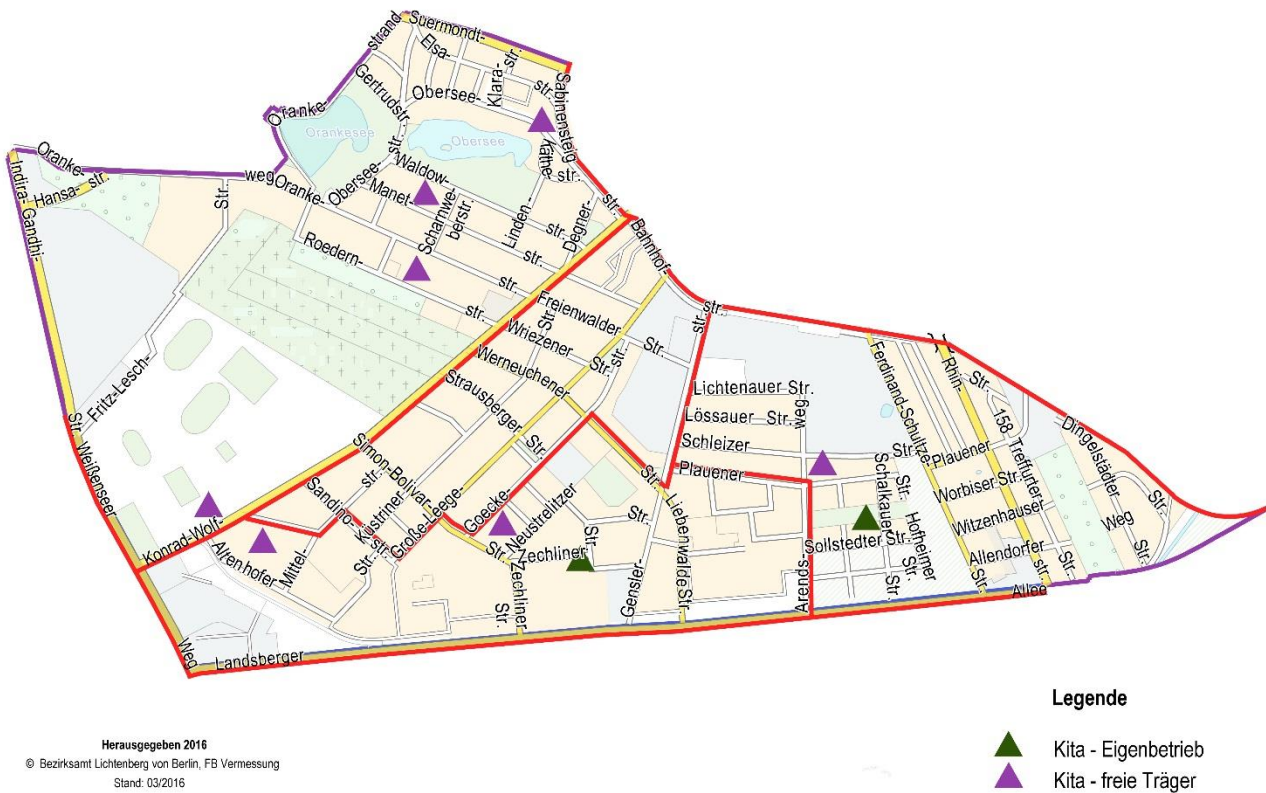 Suermondt-
strand
Elsa-
str.
Klara-
str.
Gertrudstr.
Obersee-
Sabinensteig
Oranke-
Orankesee
Obersee
Käthe-
str.
Oranke-
weg
Indira-Gandhi-
Hansa-
str.
Str.
Oranke-
Obersee-
str.
Waldow-
Manet-
Scharnwe-
berstr.
Linden-
Degner-
str.
str.
Bahnhof-
str.
Roedern-
str.
str.
Freienwalder
Str.
Str.
Wriezener
Str.
str.
Werneuchener
Strausberger
Str.
Fritz-Lesch-
Str.
Weißenseer
Weg
Simon-Bolivar-
Str.
Große-Leege-
Goecke-
Sandino-
str.
Küstriner
Str.
str.
Konrad-Wolf-
Altenhofer
Mittel-
Neustrelitzer
Str.
Str.
Zechliner
Zechliner
Str.
Gensler-
str.
Liebenwalder
Str.
Landsberger
Allee
Lichtenauer Str.
Lössauer Str.
Schleizer
weg
Str.
Plauener
Plauener
Arends-
Ferdinand-Schultze-
Str.
Rhin-
str.
Str. 158
Treffurter
Str.
Dingelstädter
Str.
Weg
Str.
Worbiser Str.
Witzenhauser
Allendorfer
Schalkauer
Str.
Str.
Sollstedter Str.
Hofheimer
Str.
Legende
Kita - Eigenbetrieb
Kita - freie Träger
Herausgegeben 2016
© Bezirksamt Lichtenberg von Berlin, FB Vermessung
Stand: 03/2016